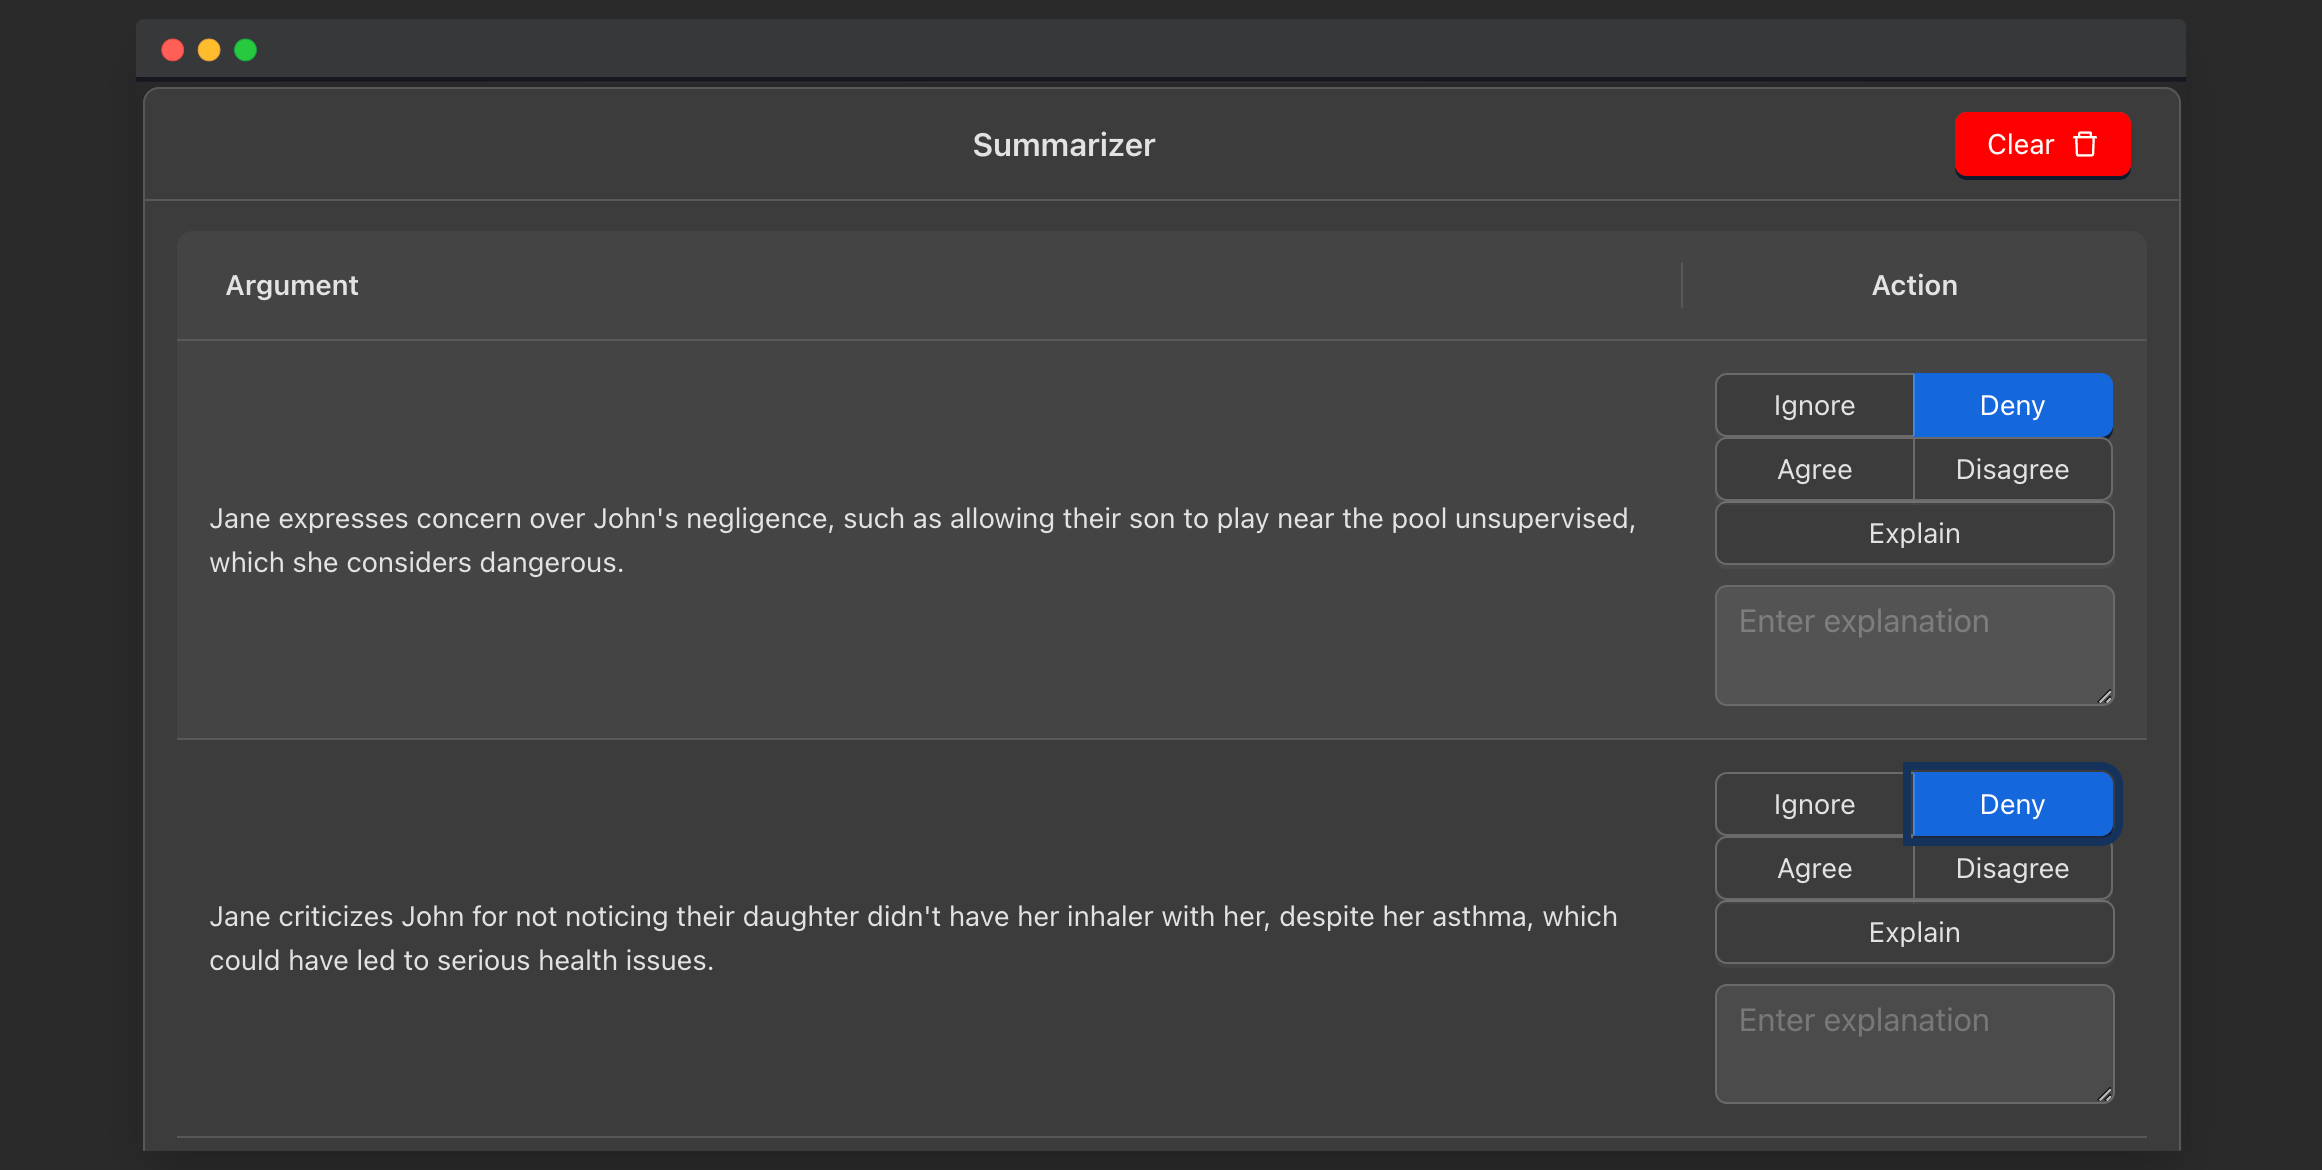 Summarizer
Clear
Argument
Action
Ignore
Deny
Agree
Disagree
Explain
Jane expresses concern over John's negligence, such as allowing their son to play near the pool unsupervised,
which she considers dangerous.
Enter explanation
Ignore
Deny
Agree
Disagree
Explain
Jane criticizes John for not noticing their daughter didn't have her inhaler with her, despite her asthma, which
could have led to serious health issues.
Enter explanation